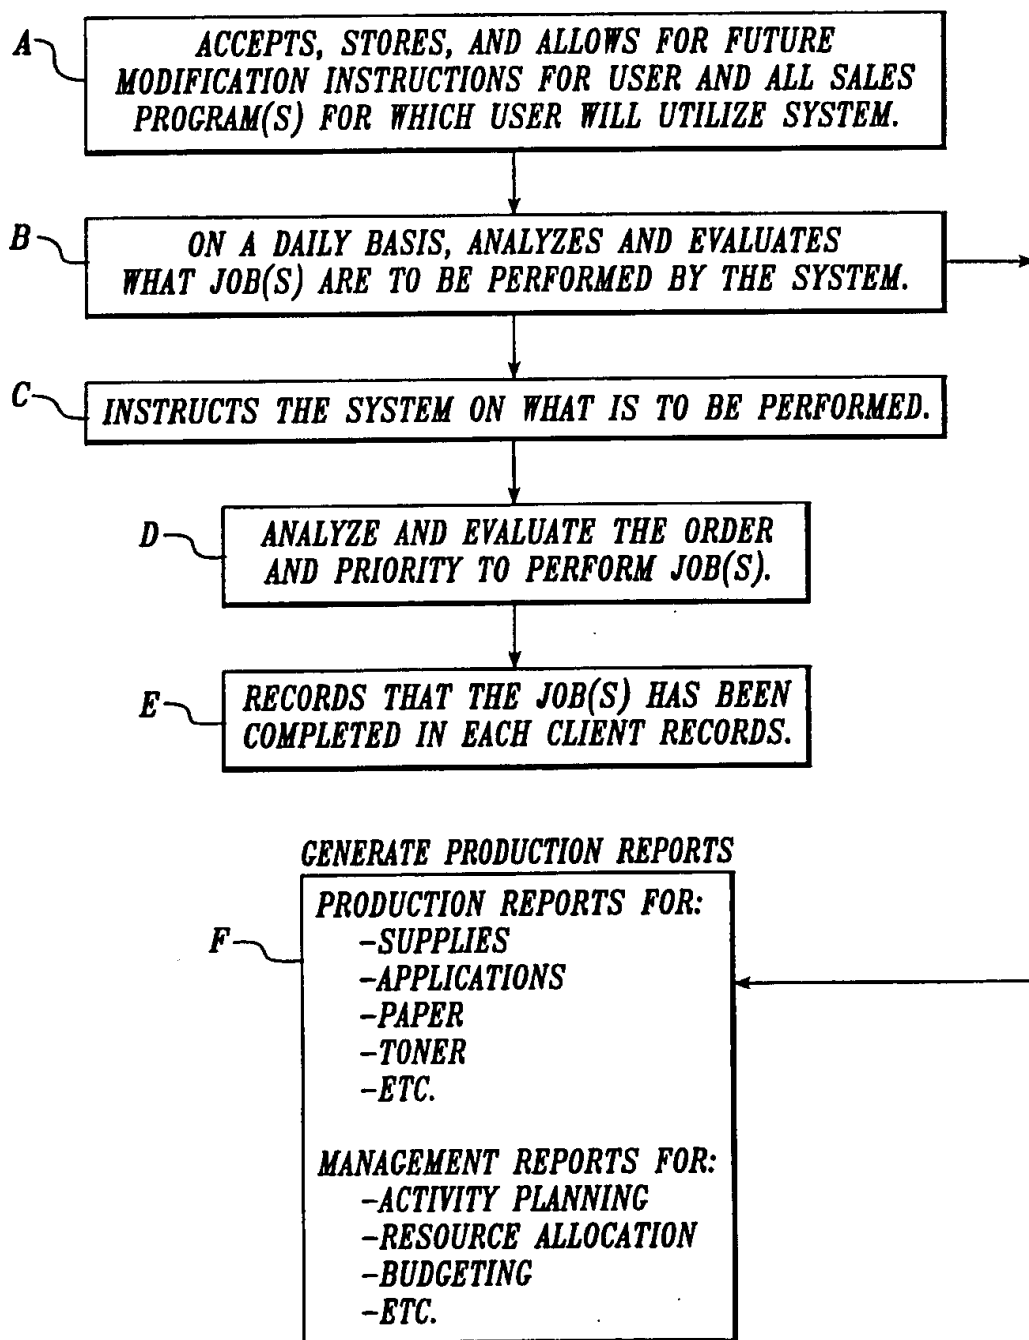 A
ACCEPTS, STORES, AND ALLOWS FOR FUTURE
MODIFICATION INSTRUCTIONS FOR USER AND ALL SALES
PROGRAM(S) FOR WHICH USER WILL UTILIZE SYSTEM.
B
ON A DAILY BASIS, ANALYZES AND EVALUATES
WHAT JOB(S) ARE TO BE PERFORMED BY THE SYSTEM.
C
INSTRUCTS THE SYSTEM ON WHAT IS TO BE PERFORMED.
D
ANALYZE AND EVALUATE THE ORDER
AND PRIORITY TO PERFORM JOB(S).
E
RECORDS THAT THE JOB(S) HAS BEEN
COMPLETED IN EACH CLIENT RECORDS.
GENERATE PRODUCTION REPORTS
F
PRODUCTION REPORTS FOR:
-SUPPLIES
-APPLICATIONS
-PAPER
-TONER
-ETC.
MANAGEMENT REPORTS FOR:
-ACTIVITY PLANNING
-RESOURCE ALLOCATION
-BUDGETING
-ETC.